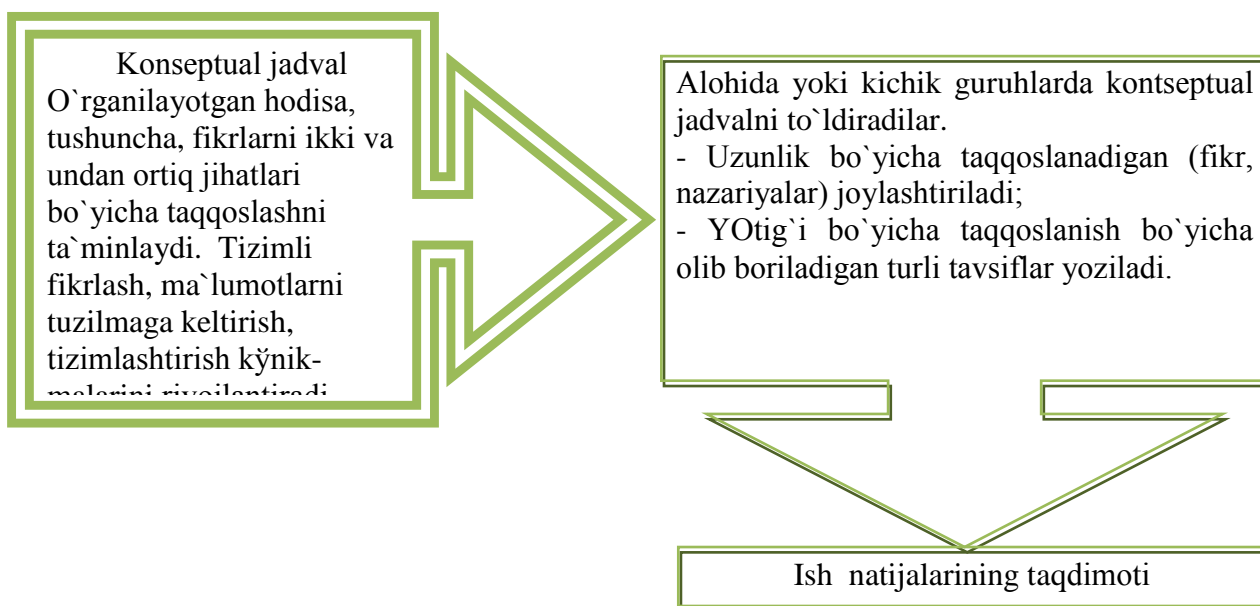 Konseptual jadval
O`rganilayotgan hodisa,
tushuncha, fikrlarni ikki va
undan ortiq jihatlari
bo`yicha taqqoslashni
ta`minlaydi. Tizimli
fikrlash, ma`lumotlarni
tuzilmaga keltirish,
tizimlashtirish kўnik-
malarini rivojlantiradi
Alohida yoki kichik guruhlarda kontseptual
jadvalni to`ldiradilar.
- Uzunlik bo`yicha taqqoslanadigan (fikr,
nazariyalar) joylashtiriladi;
- YOtig`i bo`yicha taqqoslanish bo`yicha
olib boriladigan turli tavsiflar yoziladi.
Ish natijalarining taqdimoti